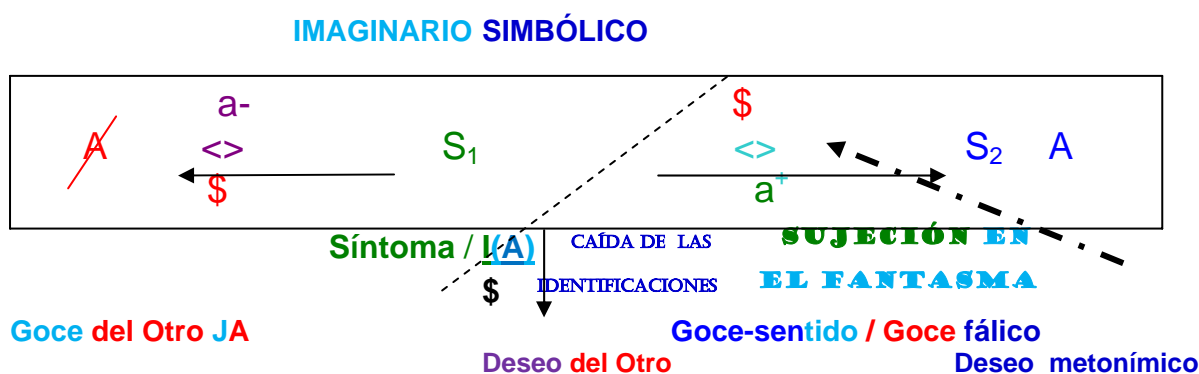 IMAGINARIO SIMBÓLICO
a- $
A <> S₁ <> S₂ A
$ a⁺
Síntoma / I(A) CAÍDA DE LAS SUJECIÓN EN
$ IDENTIFICACIONES EL FANTASMA
Goce del Otro JA Goce-sentido / Goce fálico
Deseo del Otro Deseo metonímico